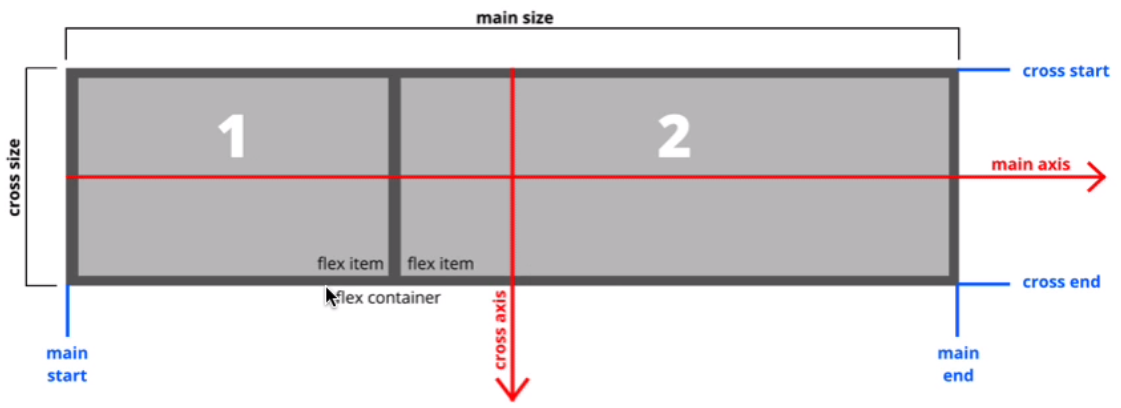 main size
cross start
1
2
cross size
main axis
flex item
flex item
flex container
cross end
cross axis
main
start
main
end